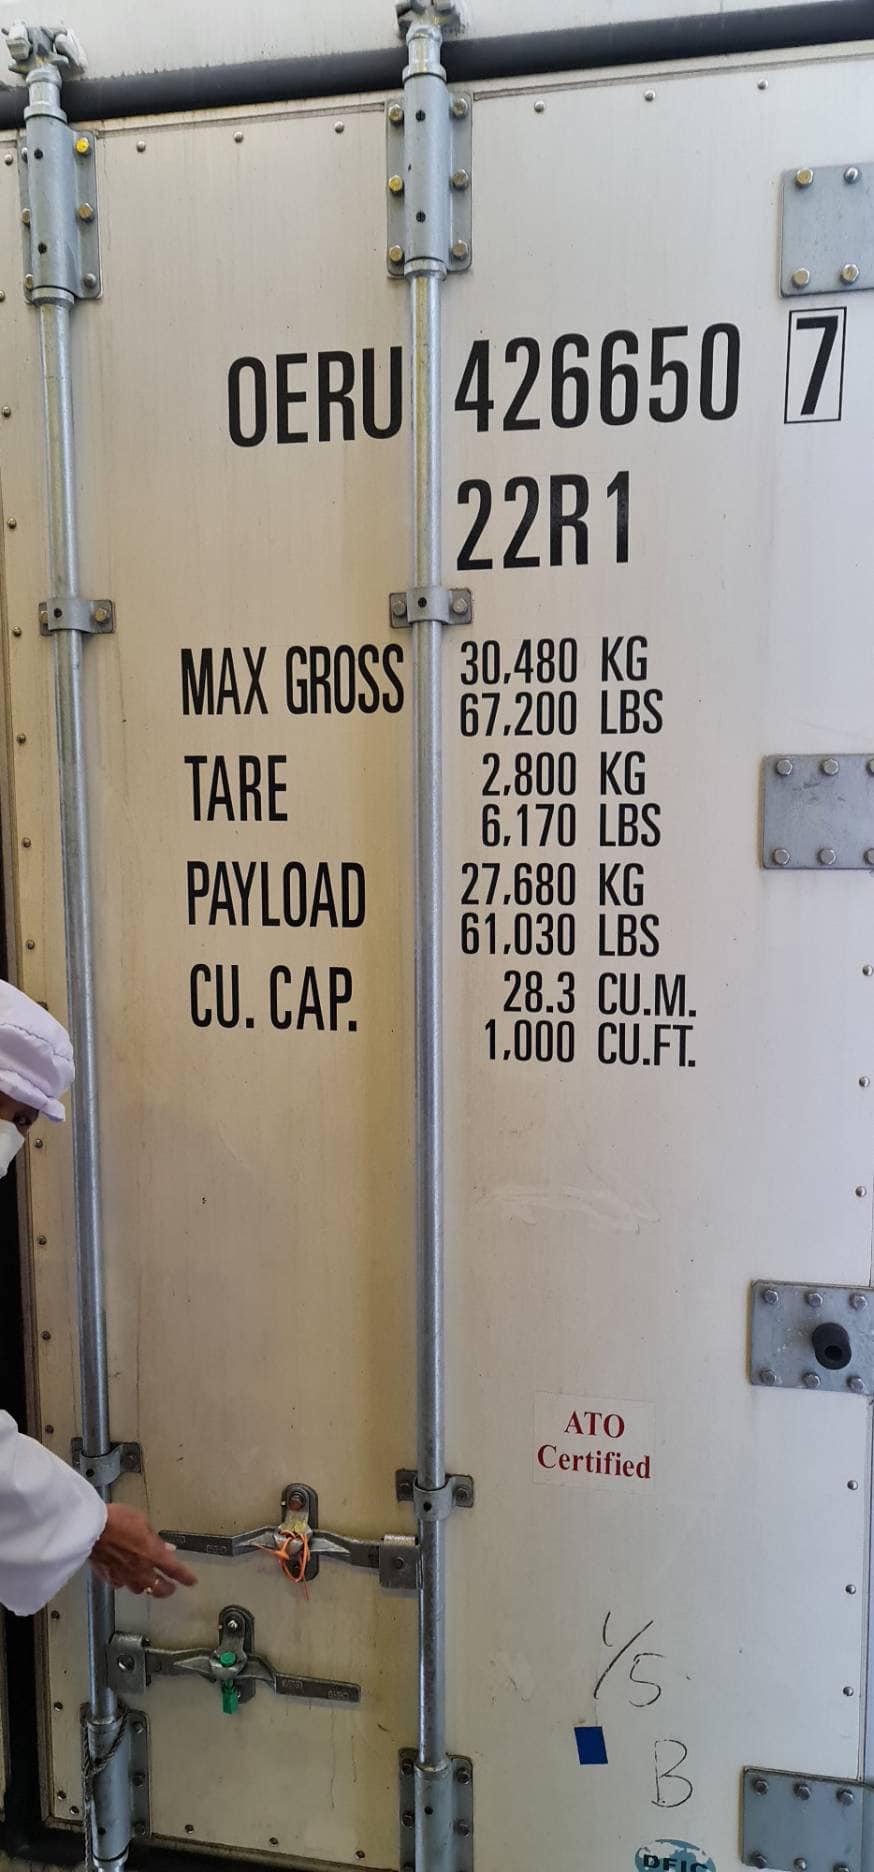 OERU 426650 7
22R1
MAX GROSS 30,480 KG
67,200 LBS
TARE 2,800 KG
6,170 LBS
PAYLOAD 27,680 KG
61,030 LBS
CU. CAP. 28.3 CU.M.
1,000 CU.FT.
ATO
Certified
1/5
B
DFIC